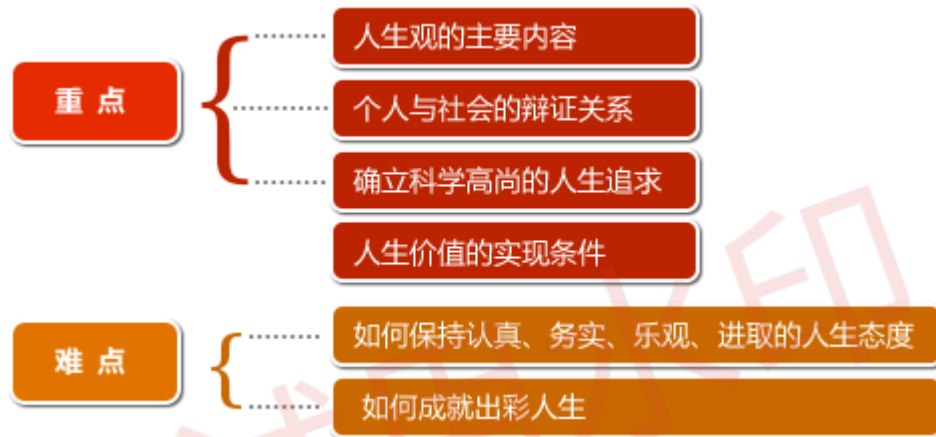 重点
人生观的主要内容
个人与社会的辩证关系
确立科学高尚的人生追求
人生价值的实现条件
难点
如何保持认真、务实、乐观、进取的人生态度
如何成就出彩人生
水印